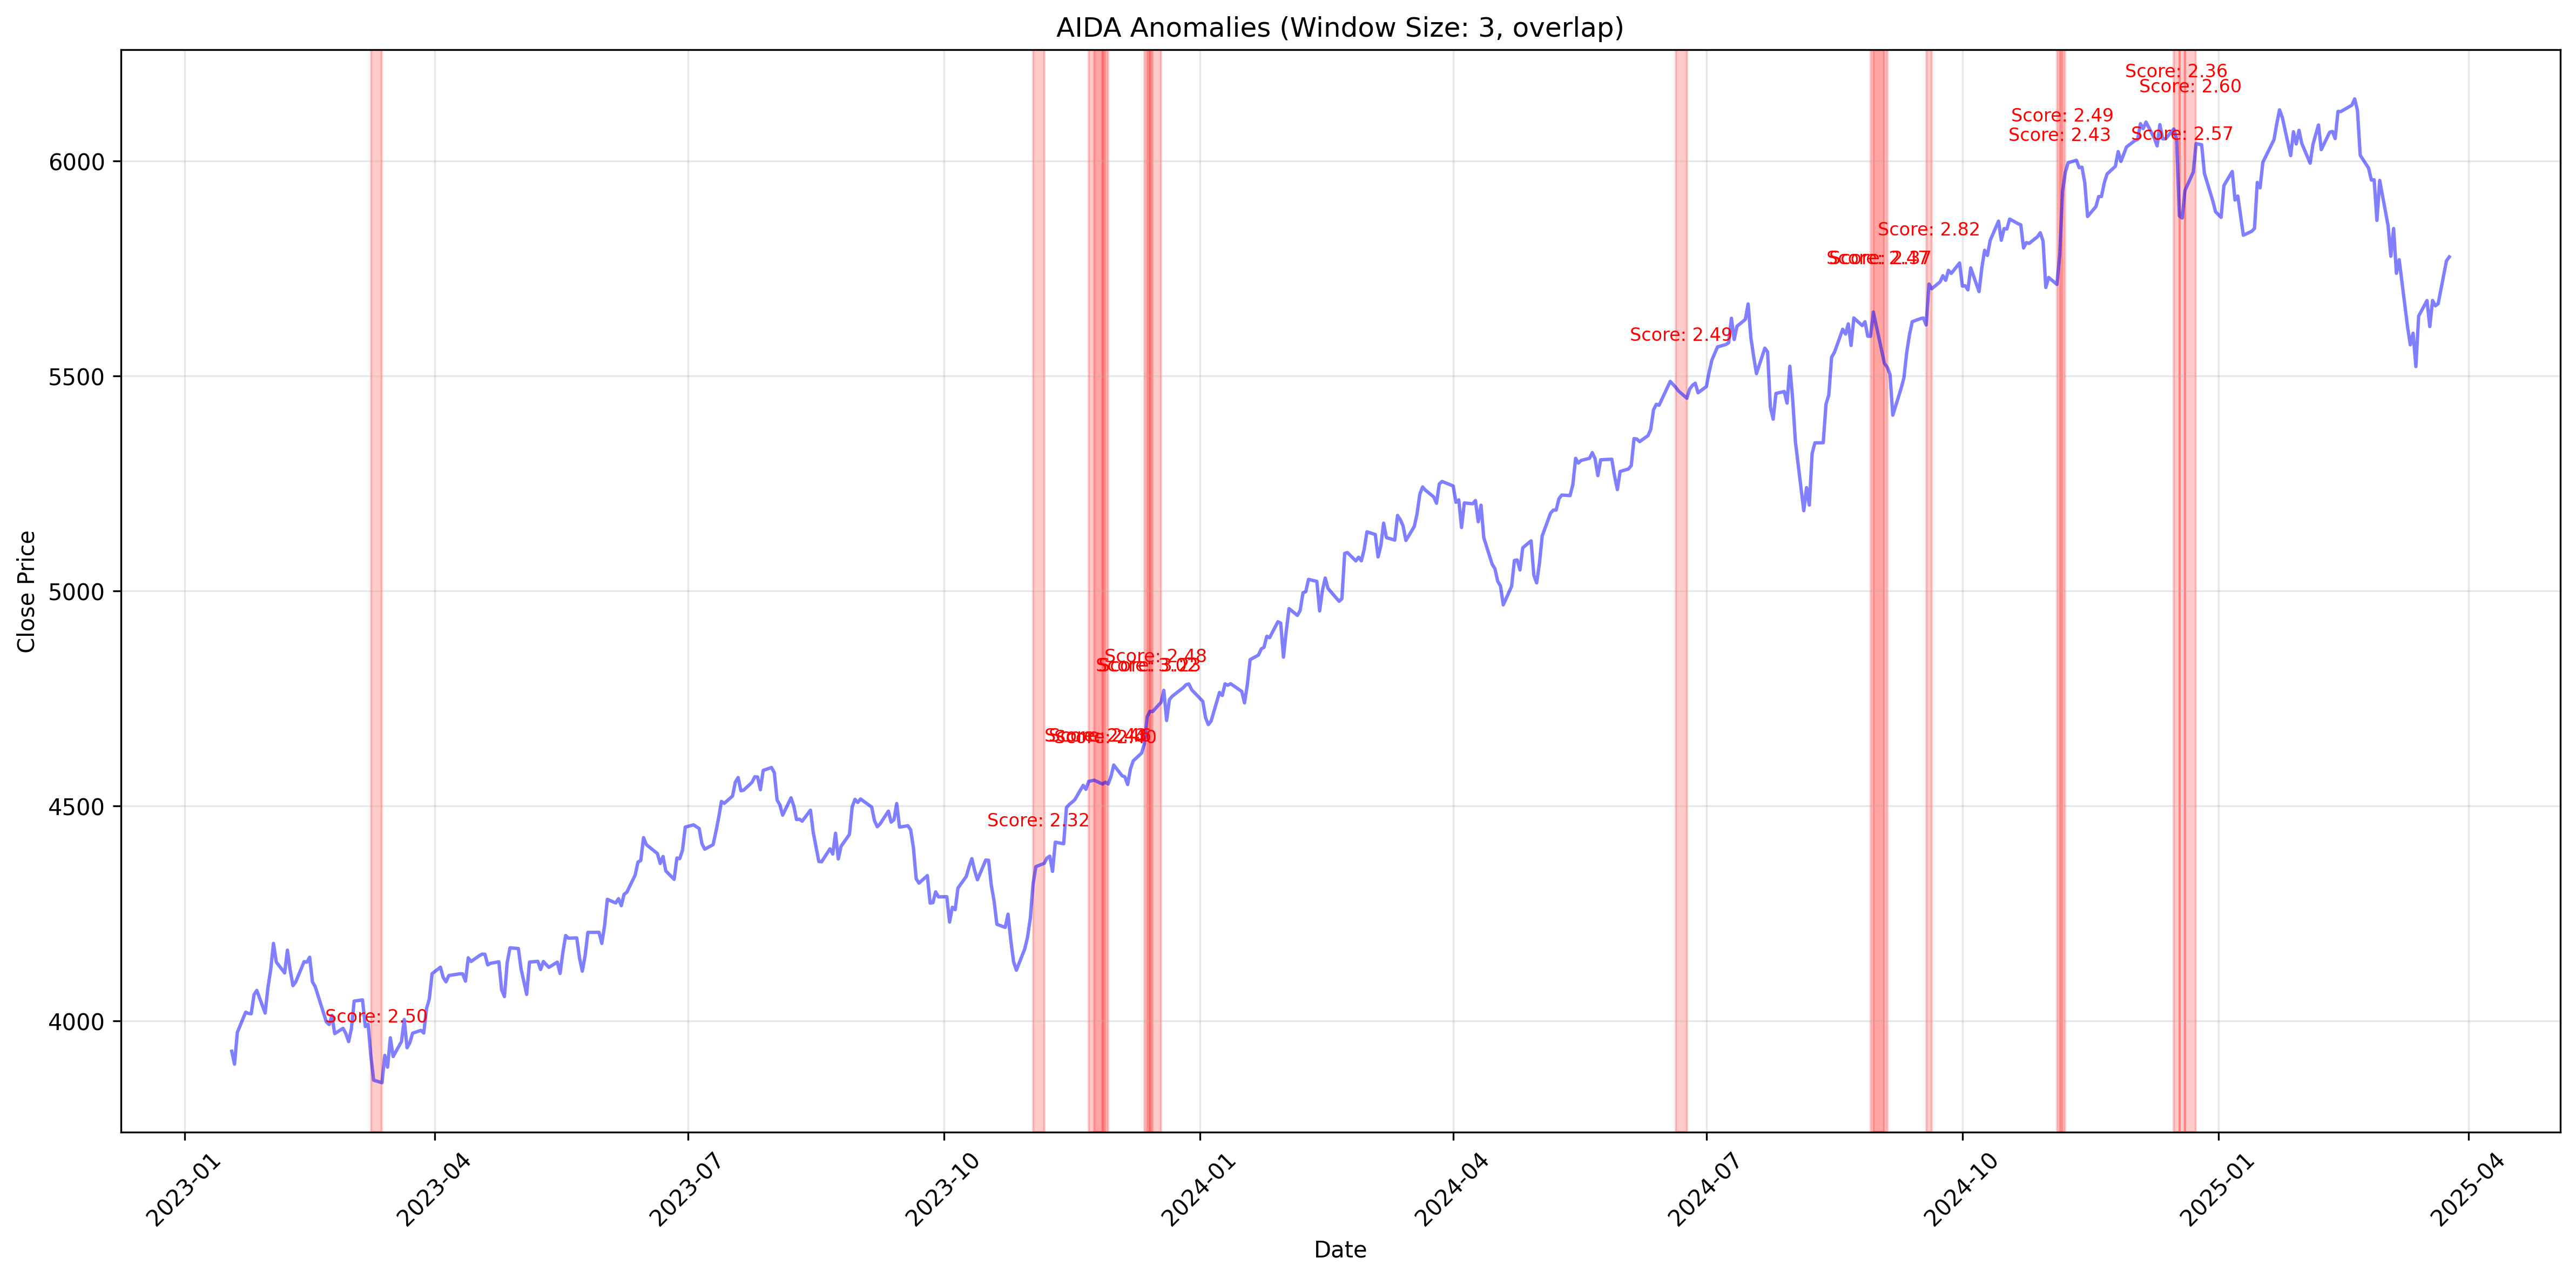 AIDA Anomalies (Window Size: 3, overlap)
Score: 2.36
Score: 2.60
Score: 2.49
Score: 2.43
Score: 2.57
Score: 2.82
Score: 2.49
Score: 2.48
Score: 2.32
Score: 2.50
Close Price
6000
5500
5000
4500
4000
2023-01
2023-04
2023-07
2023-10
2024-01
2024-04
2024-07
2024-10
2025-01
2025-04
Date